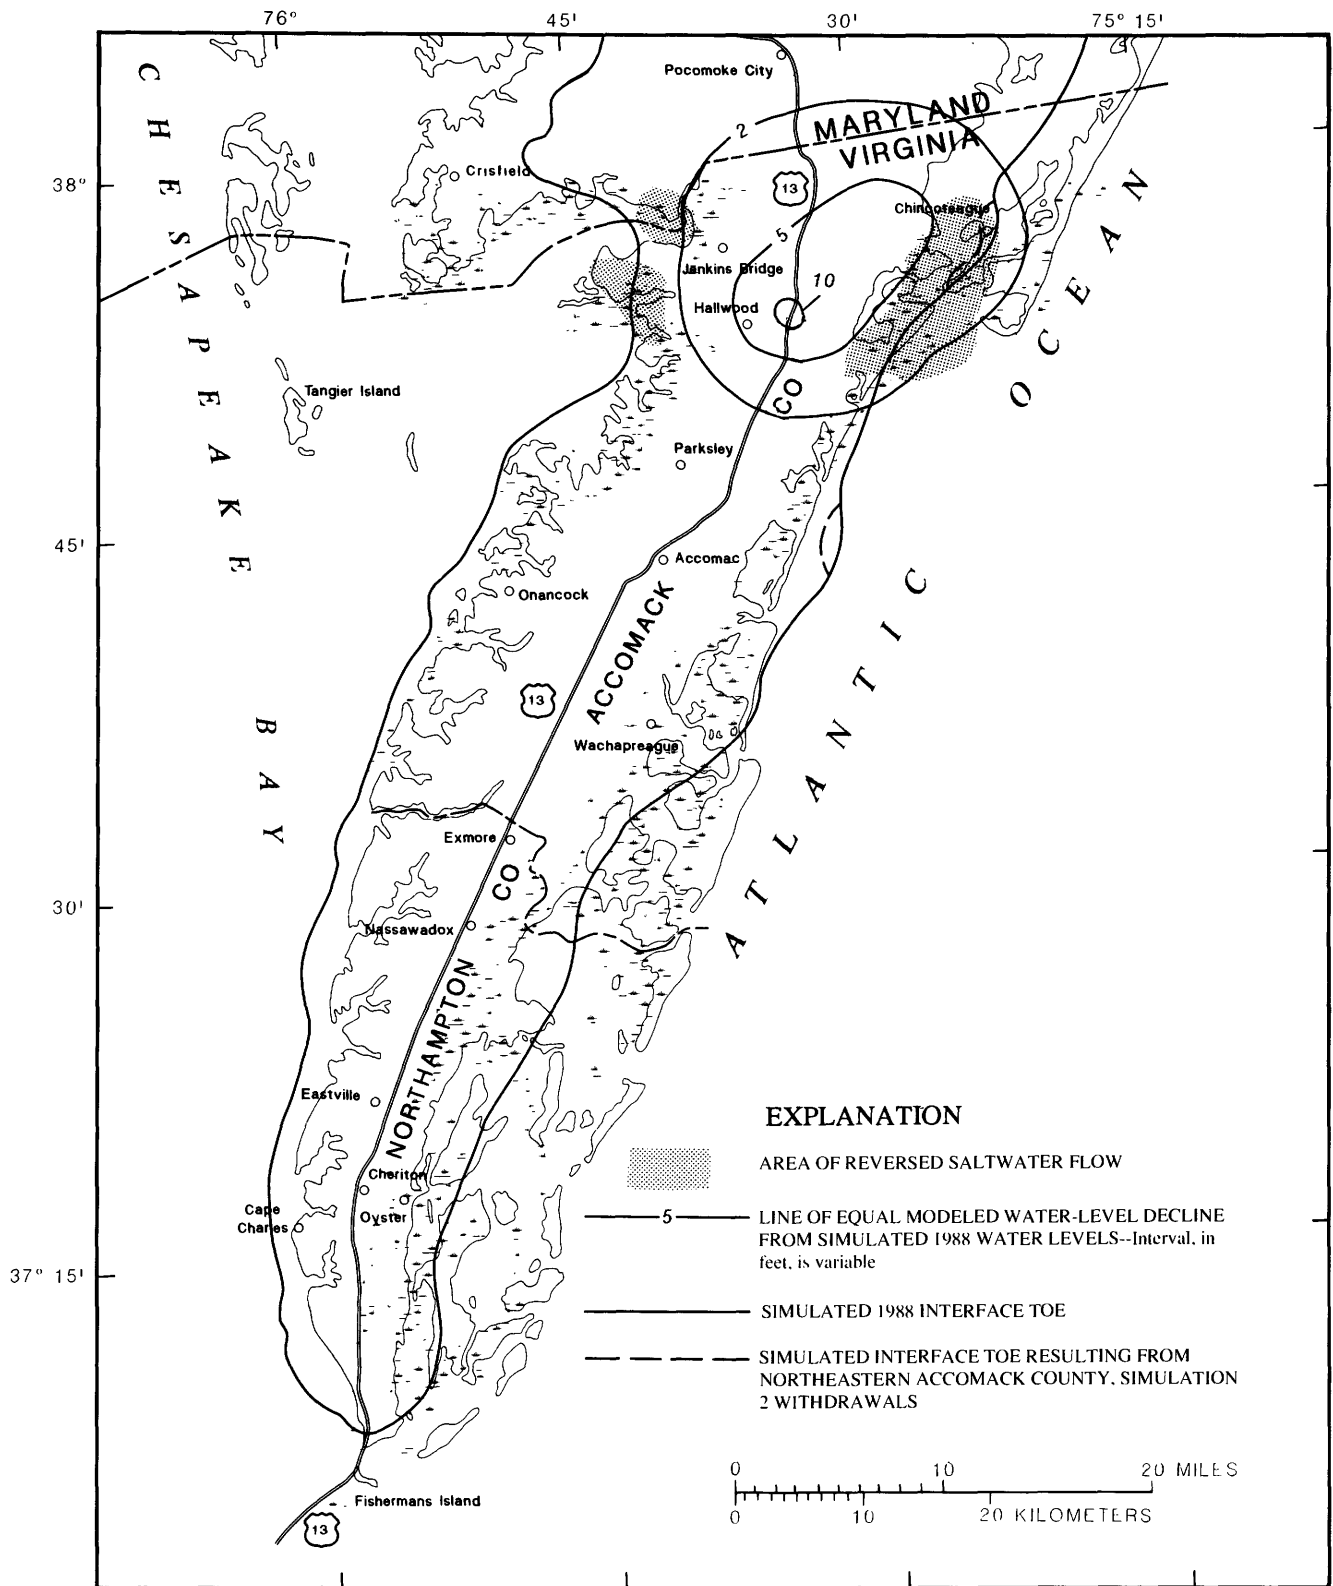 76°
45'
30'
75° 15'
Pocomoke City
CHESAPEAKE BAY
2
MARYLAND
VIRGINIA
Crisfield
38°
13
Chincoteague
5
Jenkins Bridge
10
Hallwood
ATLANTIC OCEAN
Tangier Island
CO
Parksley
45'
Accomac
Onancock
ACCOMACK
13
Wachapreague
Exmore
CO
30'
Nassawadox
NORTHAMPTON
Eastville
EXPLANATION
AREA OF REVERSED SALTWATER FLOW
Cheriton
Cape
Charles
Oyster
5
LINE OF EQUAL MODELED WATER-LEVEL DECLINE
FROM SIMULATED 1988 WATER LEVELS--Interval, in
feet, is variable
37° 15'
SIMULATED 1988 INTERFACE TOE
SIMULATED INTERFACE TOE RESULTING FROM
NORTHEASTERN ACCOMACK COUNTY, SIMULATION
2 WITHDRAWALS
0 10 20 MILES
0 10 20 KILOMETERS
Fishermans Island
13